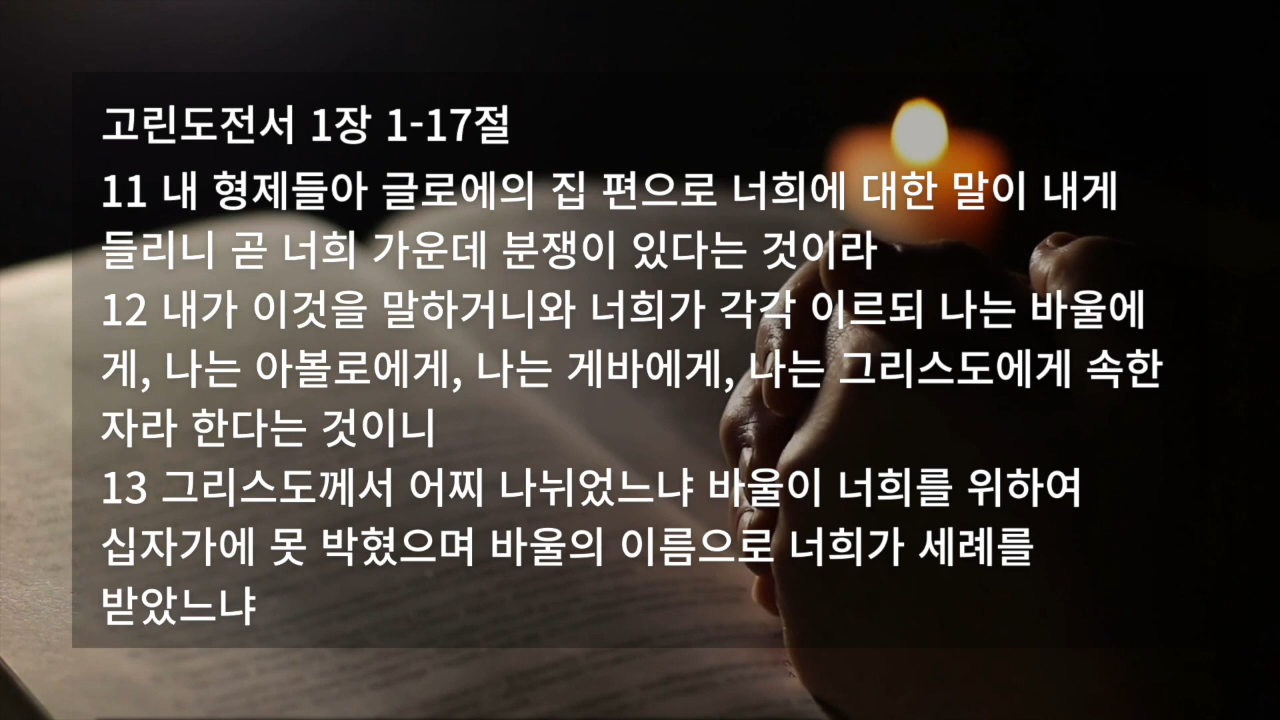 고린도전서 1장 1-17절
11 내 형제들아 글로에의 집 편으로 너희에 대한 말이 내게
들리니 곧 너희 가운데 분쟁이 있다는 것이라
12 내가 이것을 말하거니와 너희가 각각 이르되 나는 바울에
게, 나는 아볼로에게, 나는 게바에게, 나는 그리스도에게 속한
자라 한다는 것이니
13 그리스도께서 어찌 나뉘었느냐 바울이 너희를 위하여
십자가에 못 박혔으며 바울의 이름으로 너희가 세례를
받았느냐